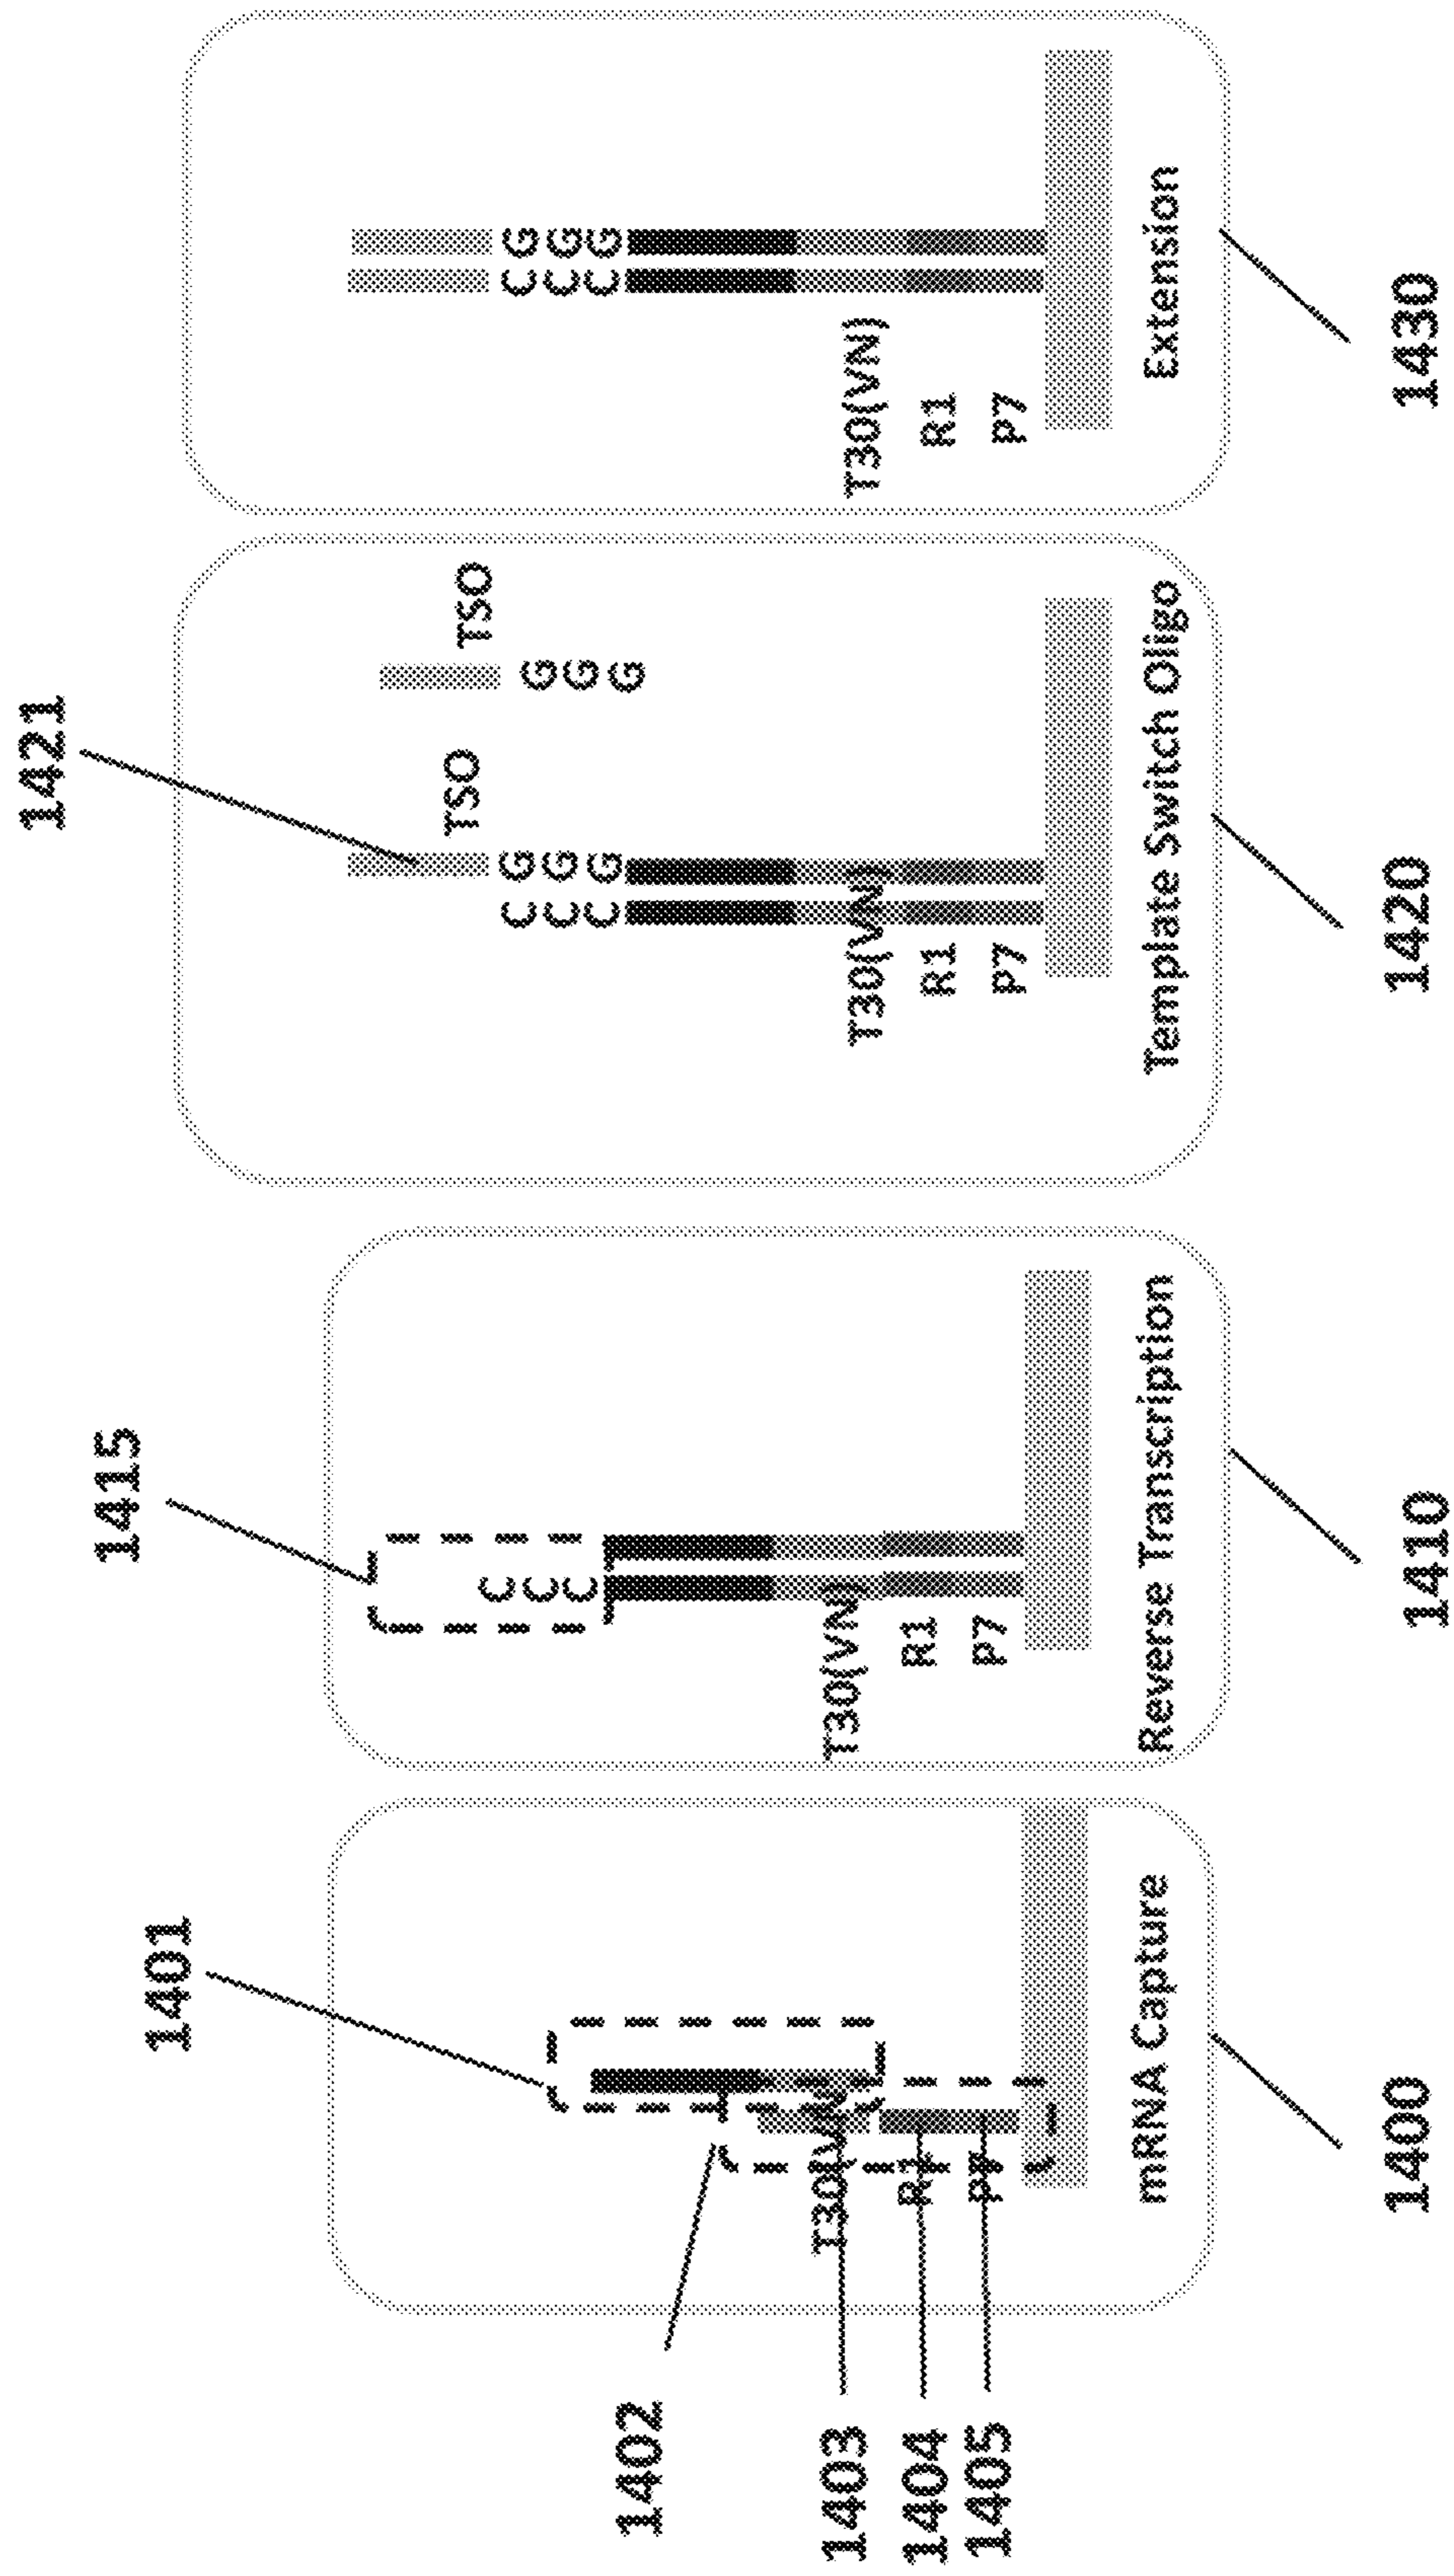 1401
1402
1403
1404
1405
T30(VN)
R1
P7
mRNA Capture
1400
1415
C
C
C
T30(VN)
R1
P7
Reverse Transcription
1410
1421
TSO
TSO
C G
C G
C G
G
G
G
T30(VN)
R1
P7
Template Switch Oligo
1420
C G
C G
C G
T30(VN)
R1
P7
Extension
1430